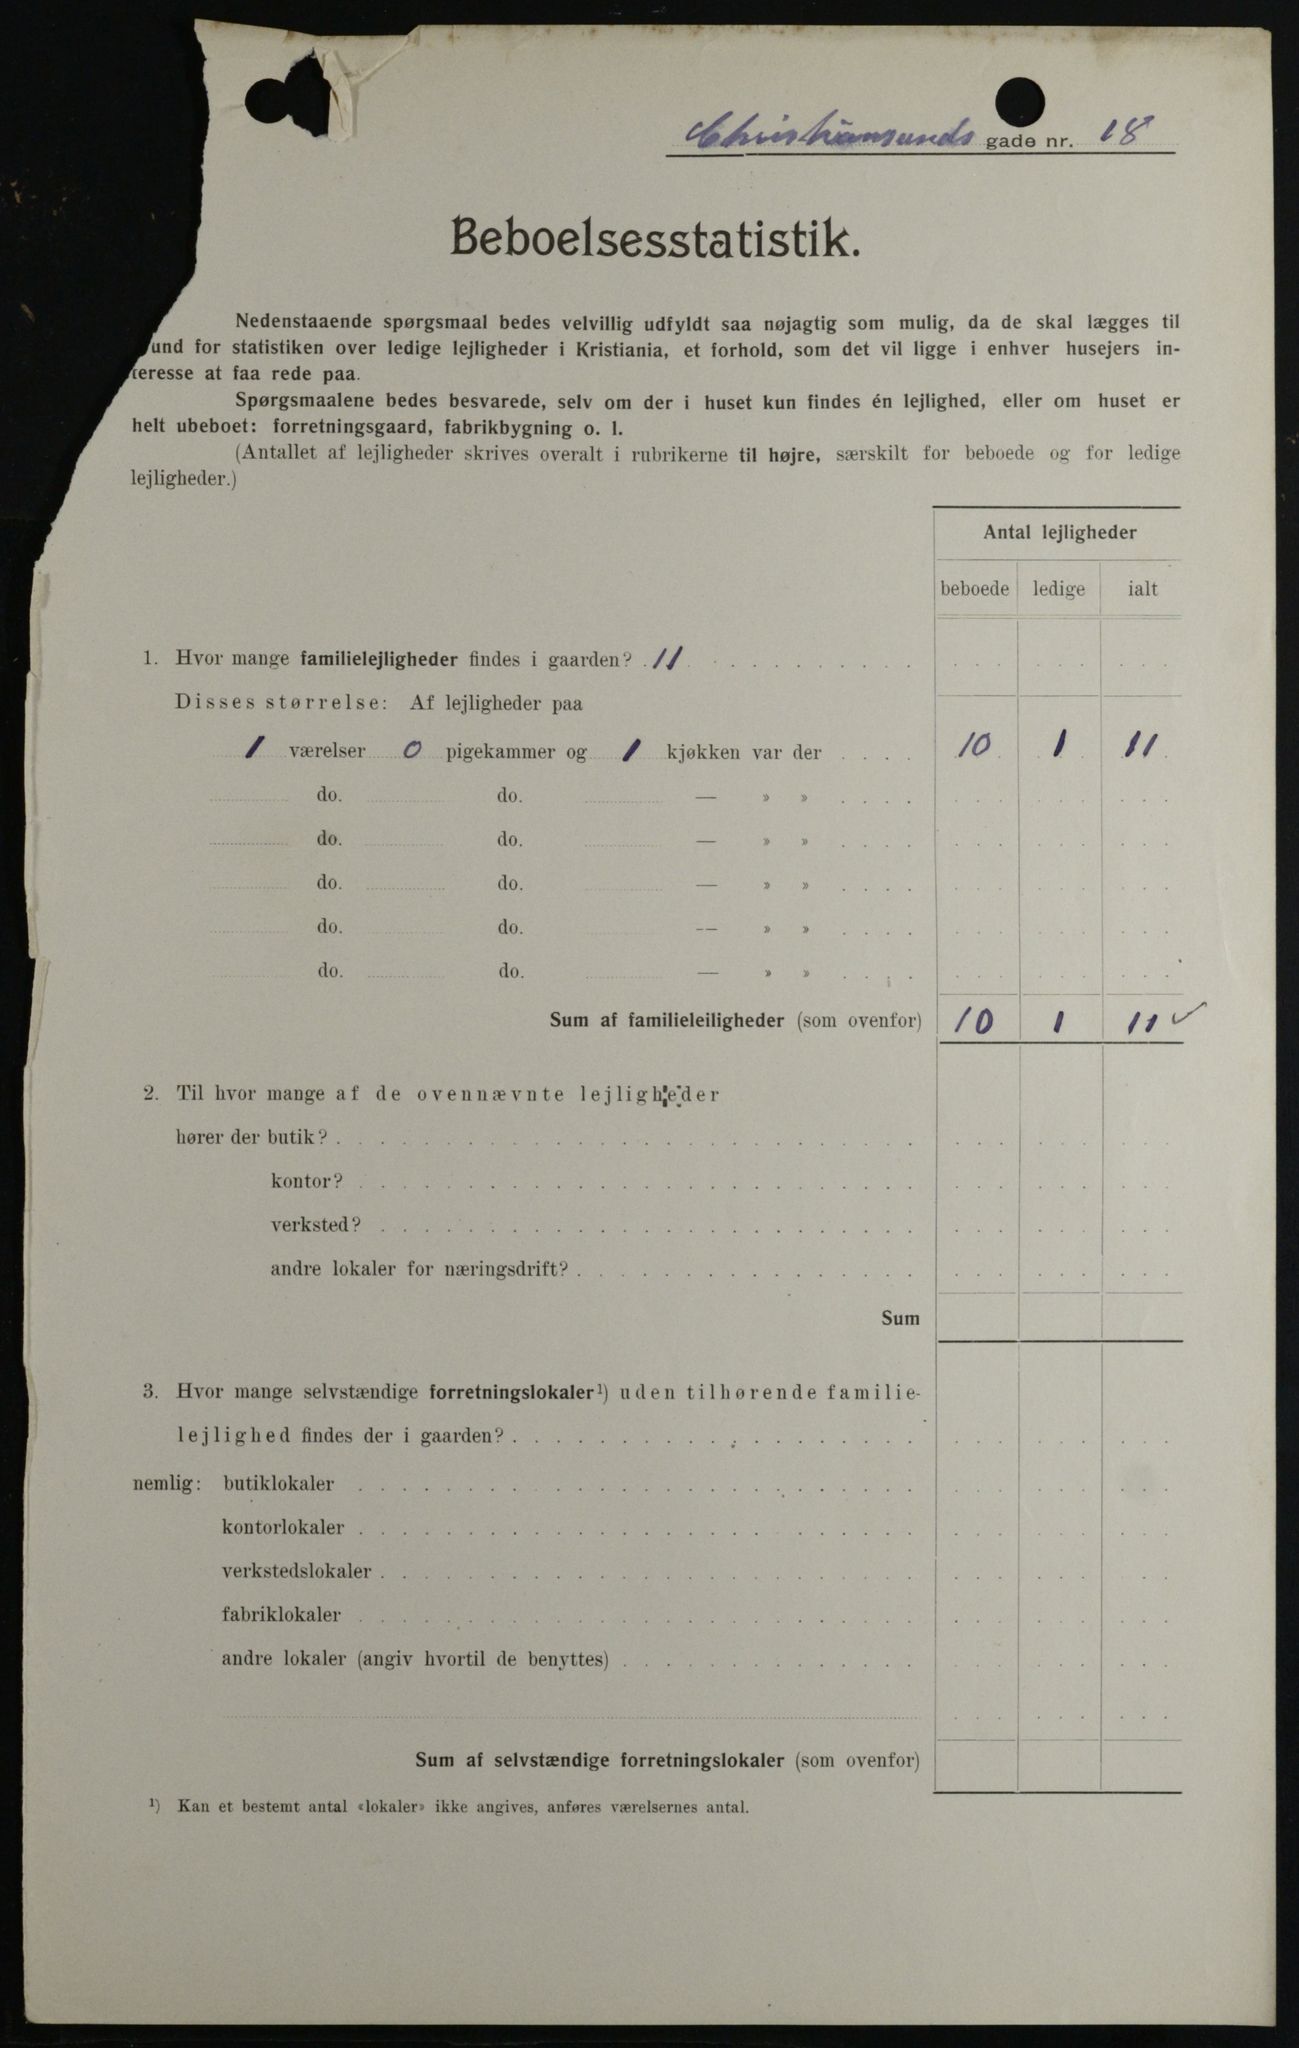 Christiansunds gade nr. 18
Beboelsesstatistik.
Nedenstaaende spørgsmaal bedes velvillig udfyldt saa nøjagtig som mulig, da de skal lægges til
und for statistiken over ledige lejligheder i Kristiania, et forhold, som det vil ligge i enhver husejers in-
teresse at faa rede paa.
Spørgsmaalene bedes besvarede, selv om der i huset kun findes én lejlighed, eller om huset er
helt ubeboet: forretningsgaard, fabrikbygning o. l.
(Antallet af lejligheder skrives overalt i rubrikerne til højre, særskilt for beboede og for ledige
lejligheder.)
Antal lejligheder
beboede ledige ialt
1. Hvor mange familielejligheder findes i gaarden? 11
Disses størrelse: Af lejligheder paa
1 værelser 0 pigekammer og 1 kjøkken var der 10 1 11
do. do. — » »
do. do. — » »
do. do. — » »
do. do. — » »
do. do. — » »
Sum af familieleiligheder (som ovenfor) 10 1 11 ✓
2. Til hvor mange af de ovennævnte lejligheder
hører der butik?
kontor?
verksted?
andre lokaler for næringsdrift?
Sum
3. Hvor mange selvstændige forretningslokaler¹) uden tilhørende familie-
lejlighed findes der i gaarden?
nemlig: butiklokaler
kontorlokaler
verkstedslokaler
fabriklokaler
andre lokaler (angiv hvortil de benyttes)
Sum af selvstændige forretningslokaler (som ovenfor)
¹) Kan et bestemt antal «lokaler» ikke angives, anføres værelsernes antal.